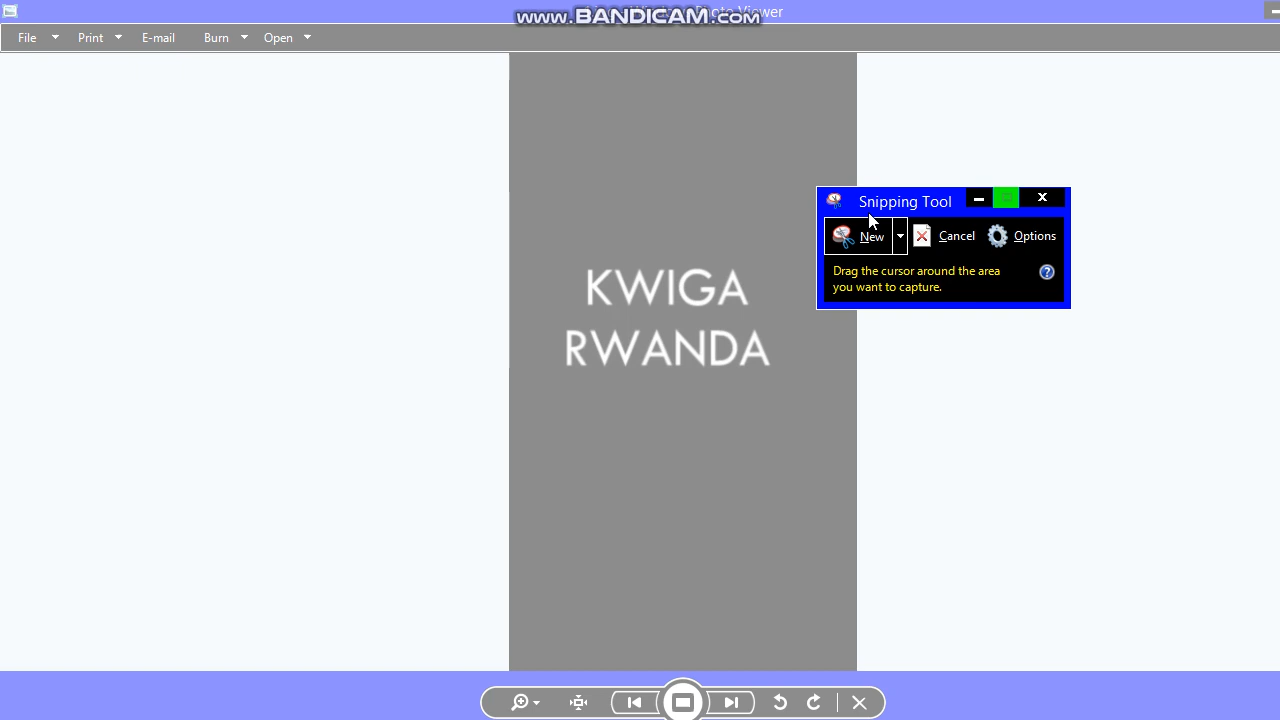 www.BANDICAM.com
Viewer
File
Print
E-mail
Burn
Open
Snipping Tool
New
Cancel
Options
Drag the cursor around the area
you want to capture.
KWIGA
RWANDA